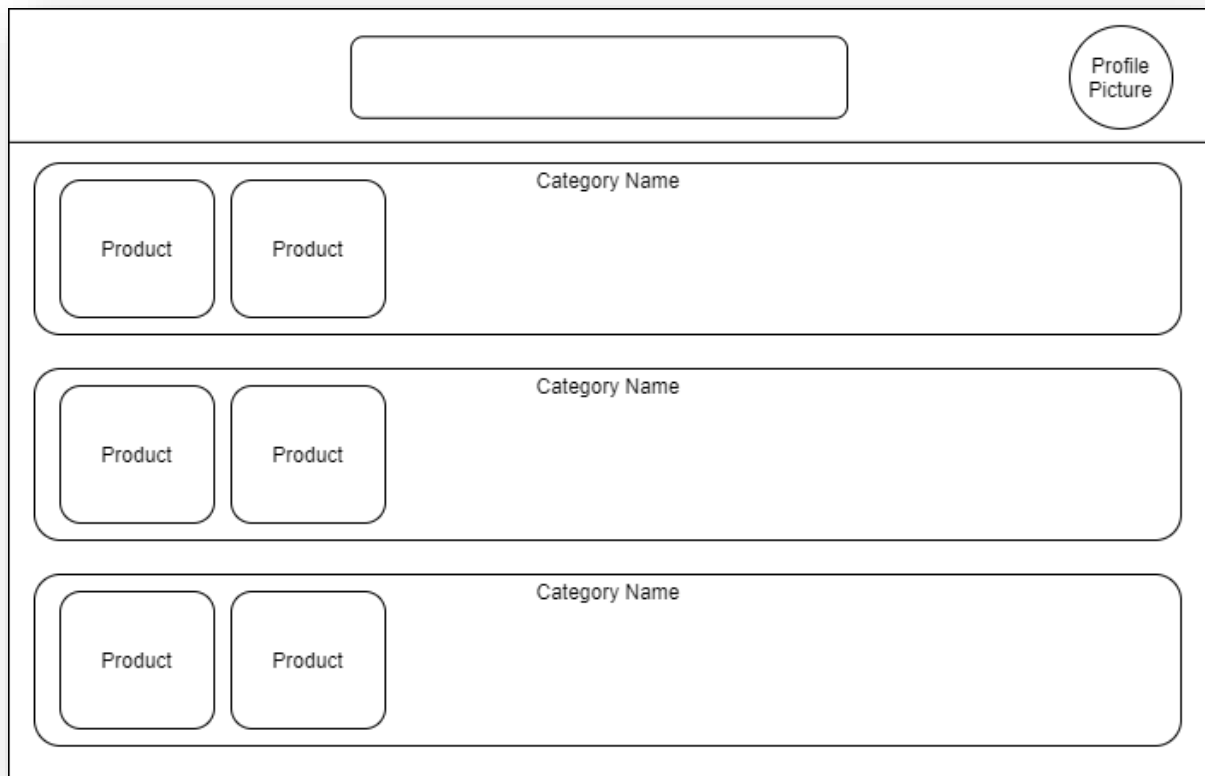 Profile
Picture
Category Name
Product
Product
Category Name
Product
Product
Category Name
Product
Product